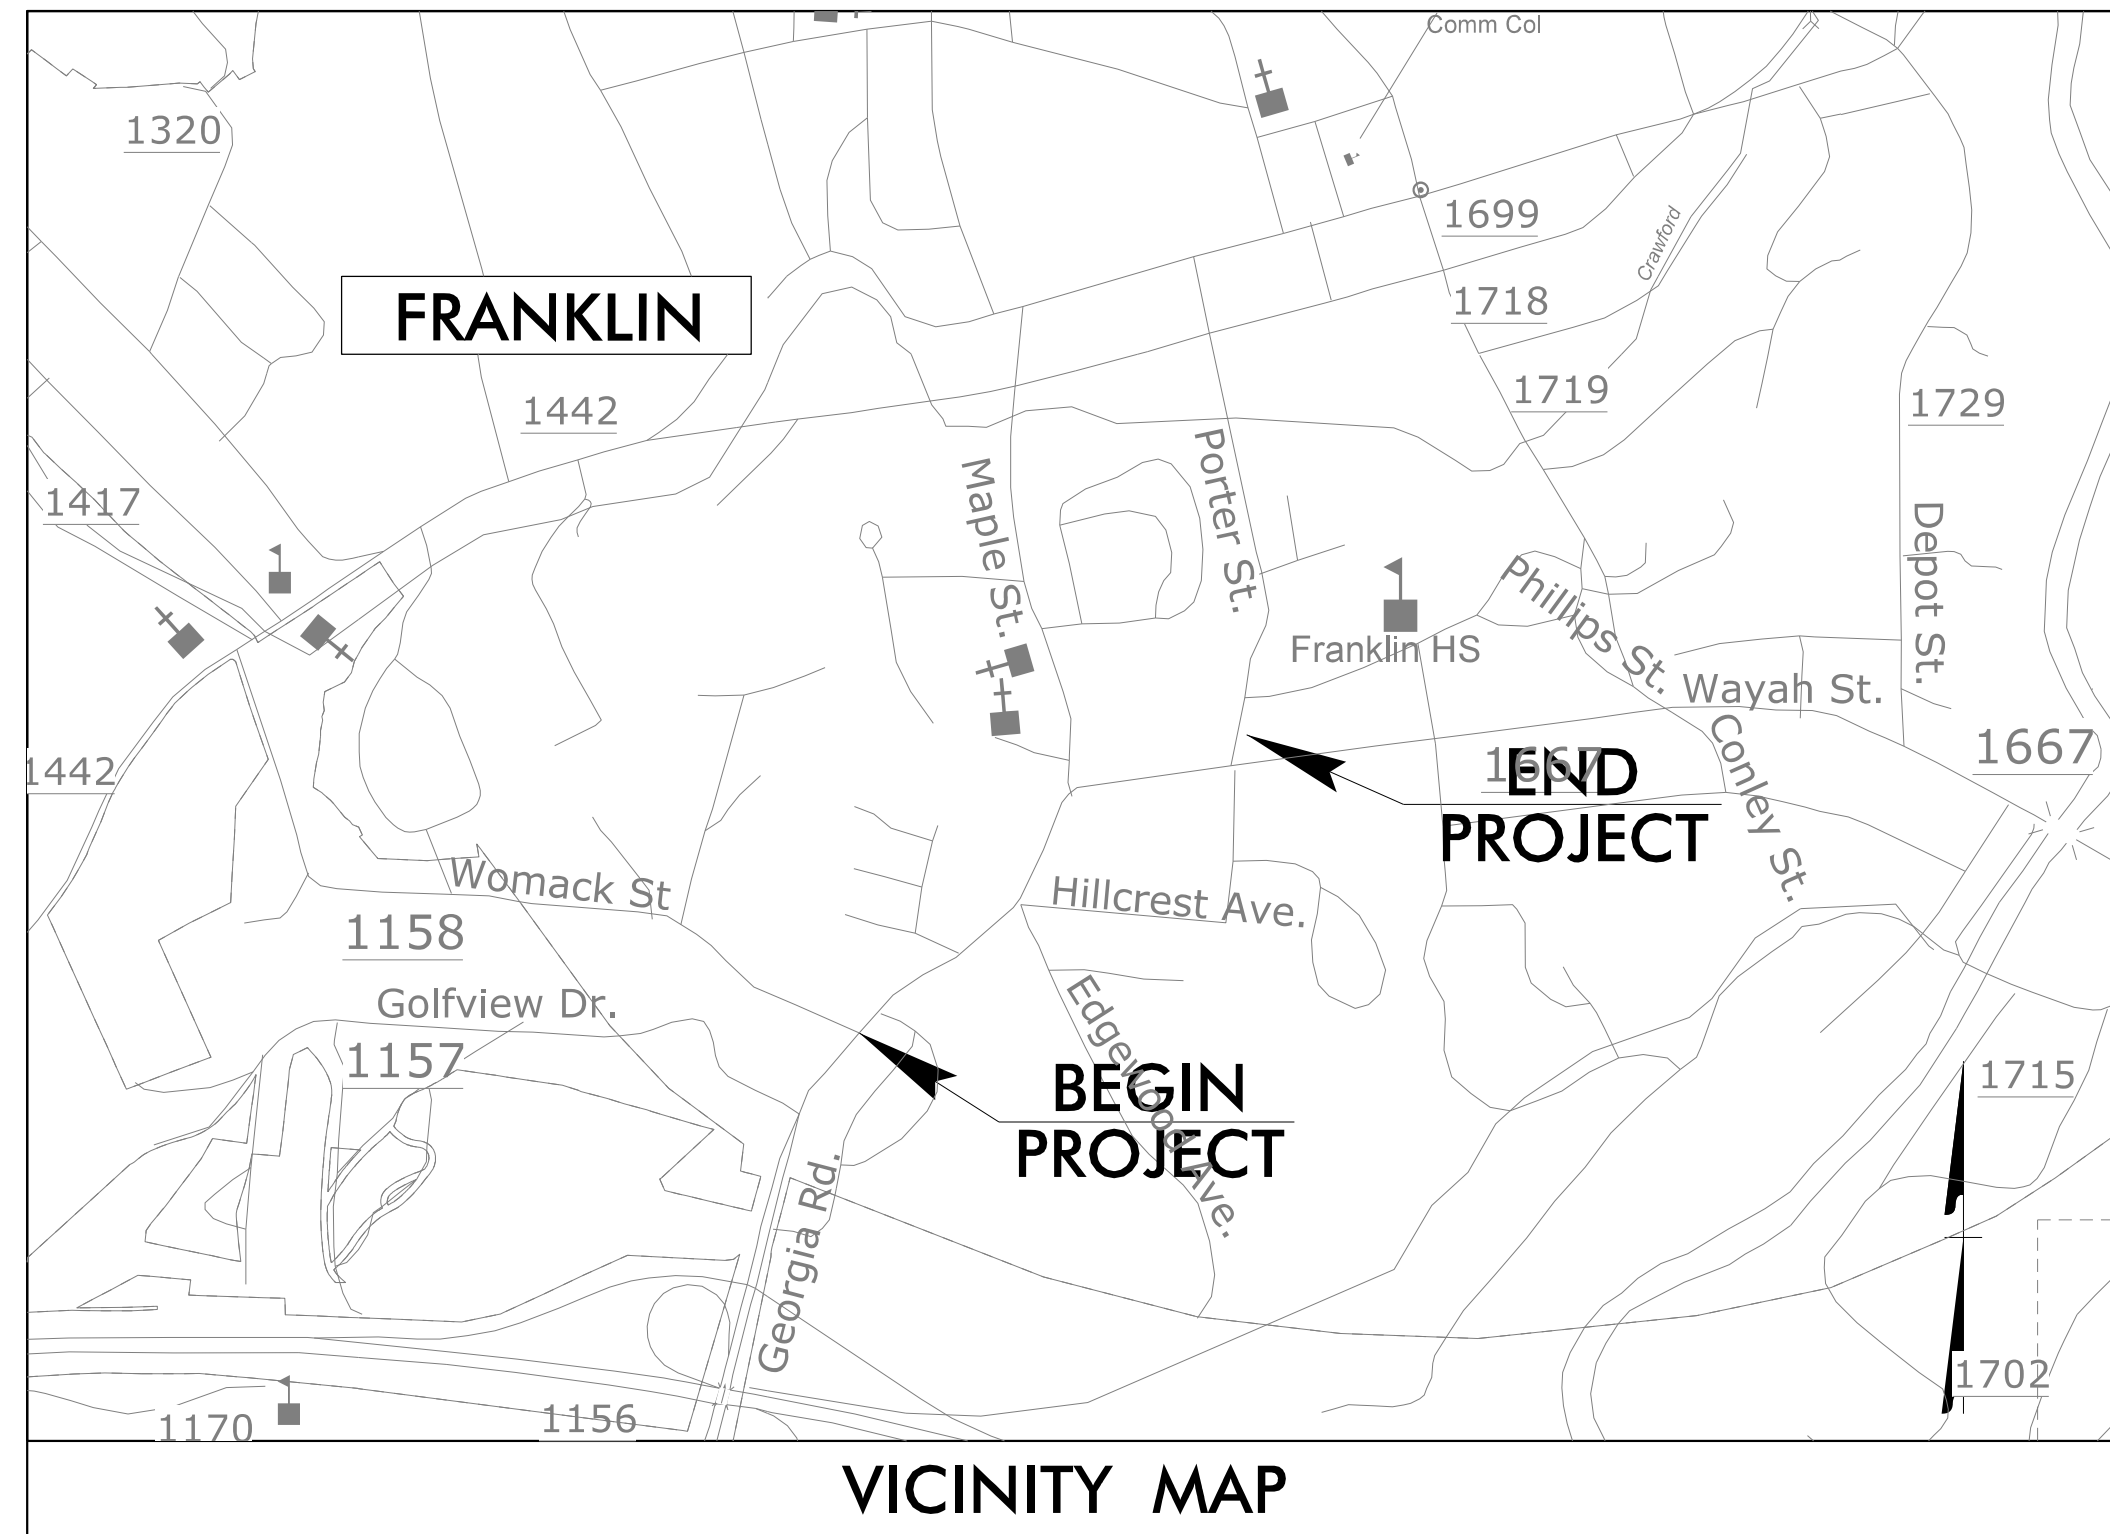 Comm Col
1320
1699
Crawford
FRANKLIN
1718
1442
1719
1729
1417
Maple St.
Porter St.
Depot St.
Phillips St.
Franklin HS
Wayah St.
1442
1667
END
PROJECT
Conley St.
1667
Womack St
Hillcrest Ave.
1158
Golfview Dr.
1157
Edgewood Ave.
BEGIN
PROJECT
1715
Georgia Rd.
1702
1170
1156
VICINITY MAP